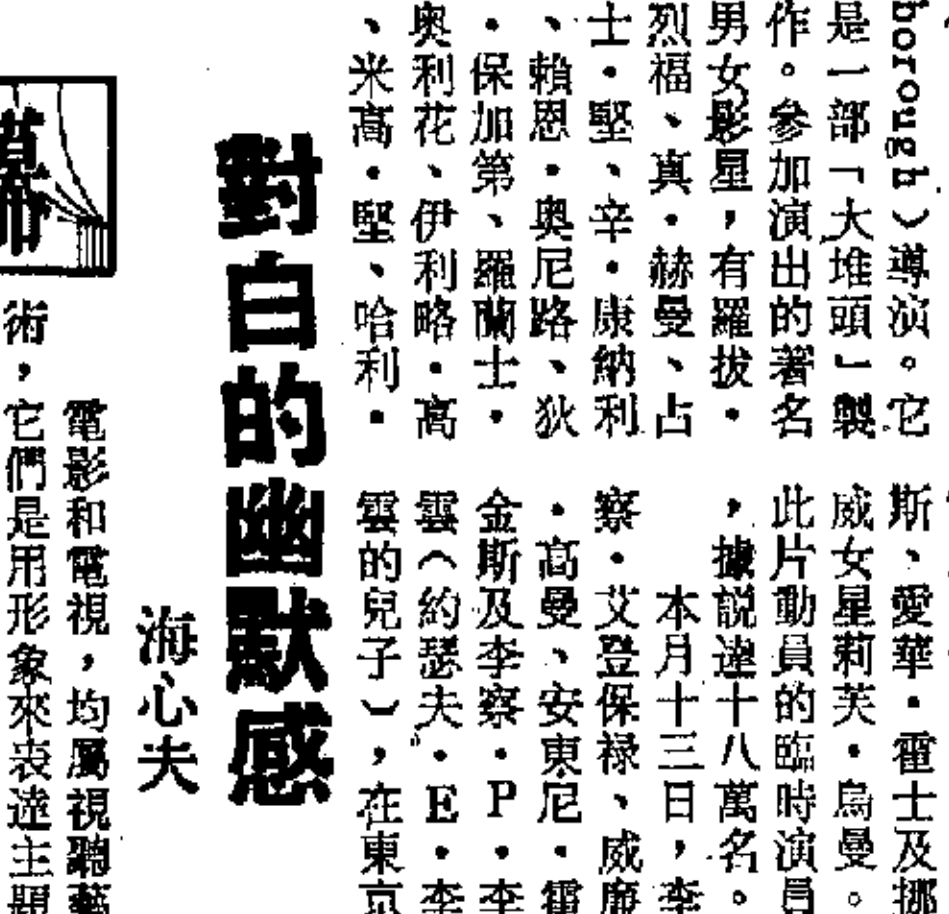 borough）導演。它
是一部「大堆頭」製
作。參加演出的著名
男女影星，有羅拔・
烈福、真・赫曼、占
士・堅、辛・康納利
、賴恩・奧尼路、狄
・保加第、羅蘭士・
奧利花、伊利略・高
、米高・堅、哈利・
斯、愛華・霍士及挪
威女星莉芙・烏曼。
此片動員的臨時演員
，據説達十八萬名。
本月十三日，李
察・艾登保祿、威廉
・高曼、安東尼・霍
金斯及李察・P・李
雲（約瑟夫・E・李
雲的兒子），在東京
對白的幽默感
海心夫
電影和電視，均屬視聽藝
術，它們是用形象來表達主題